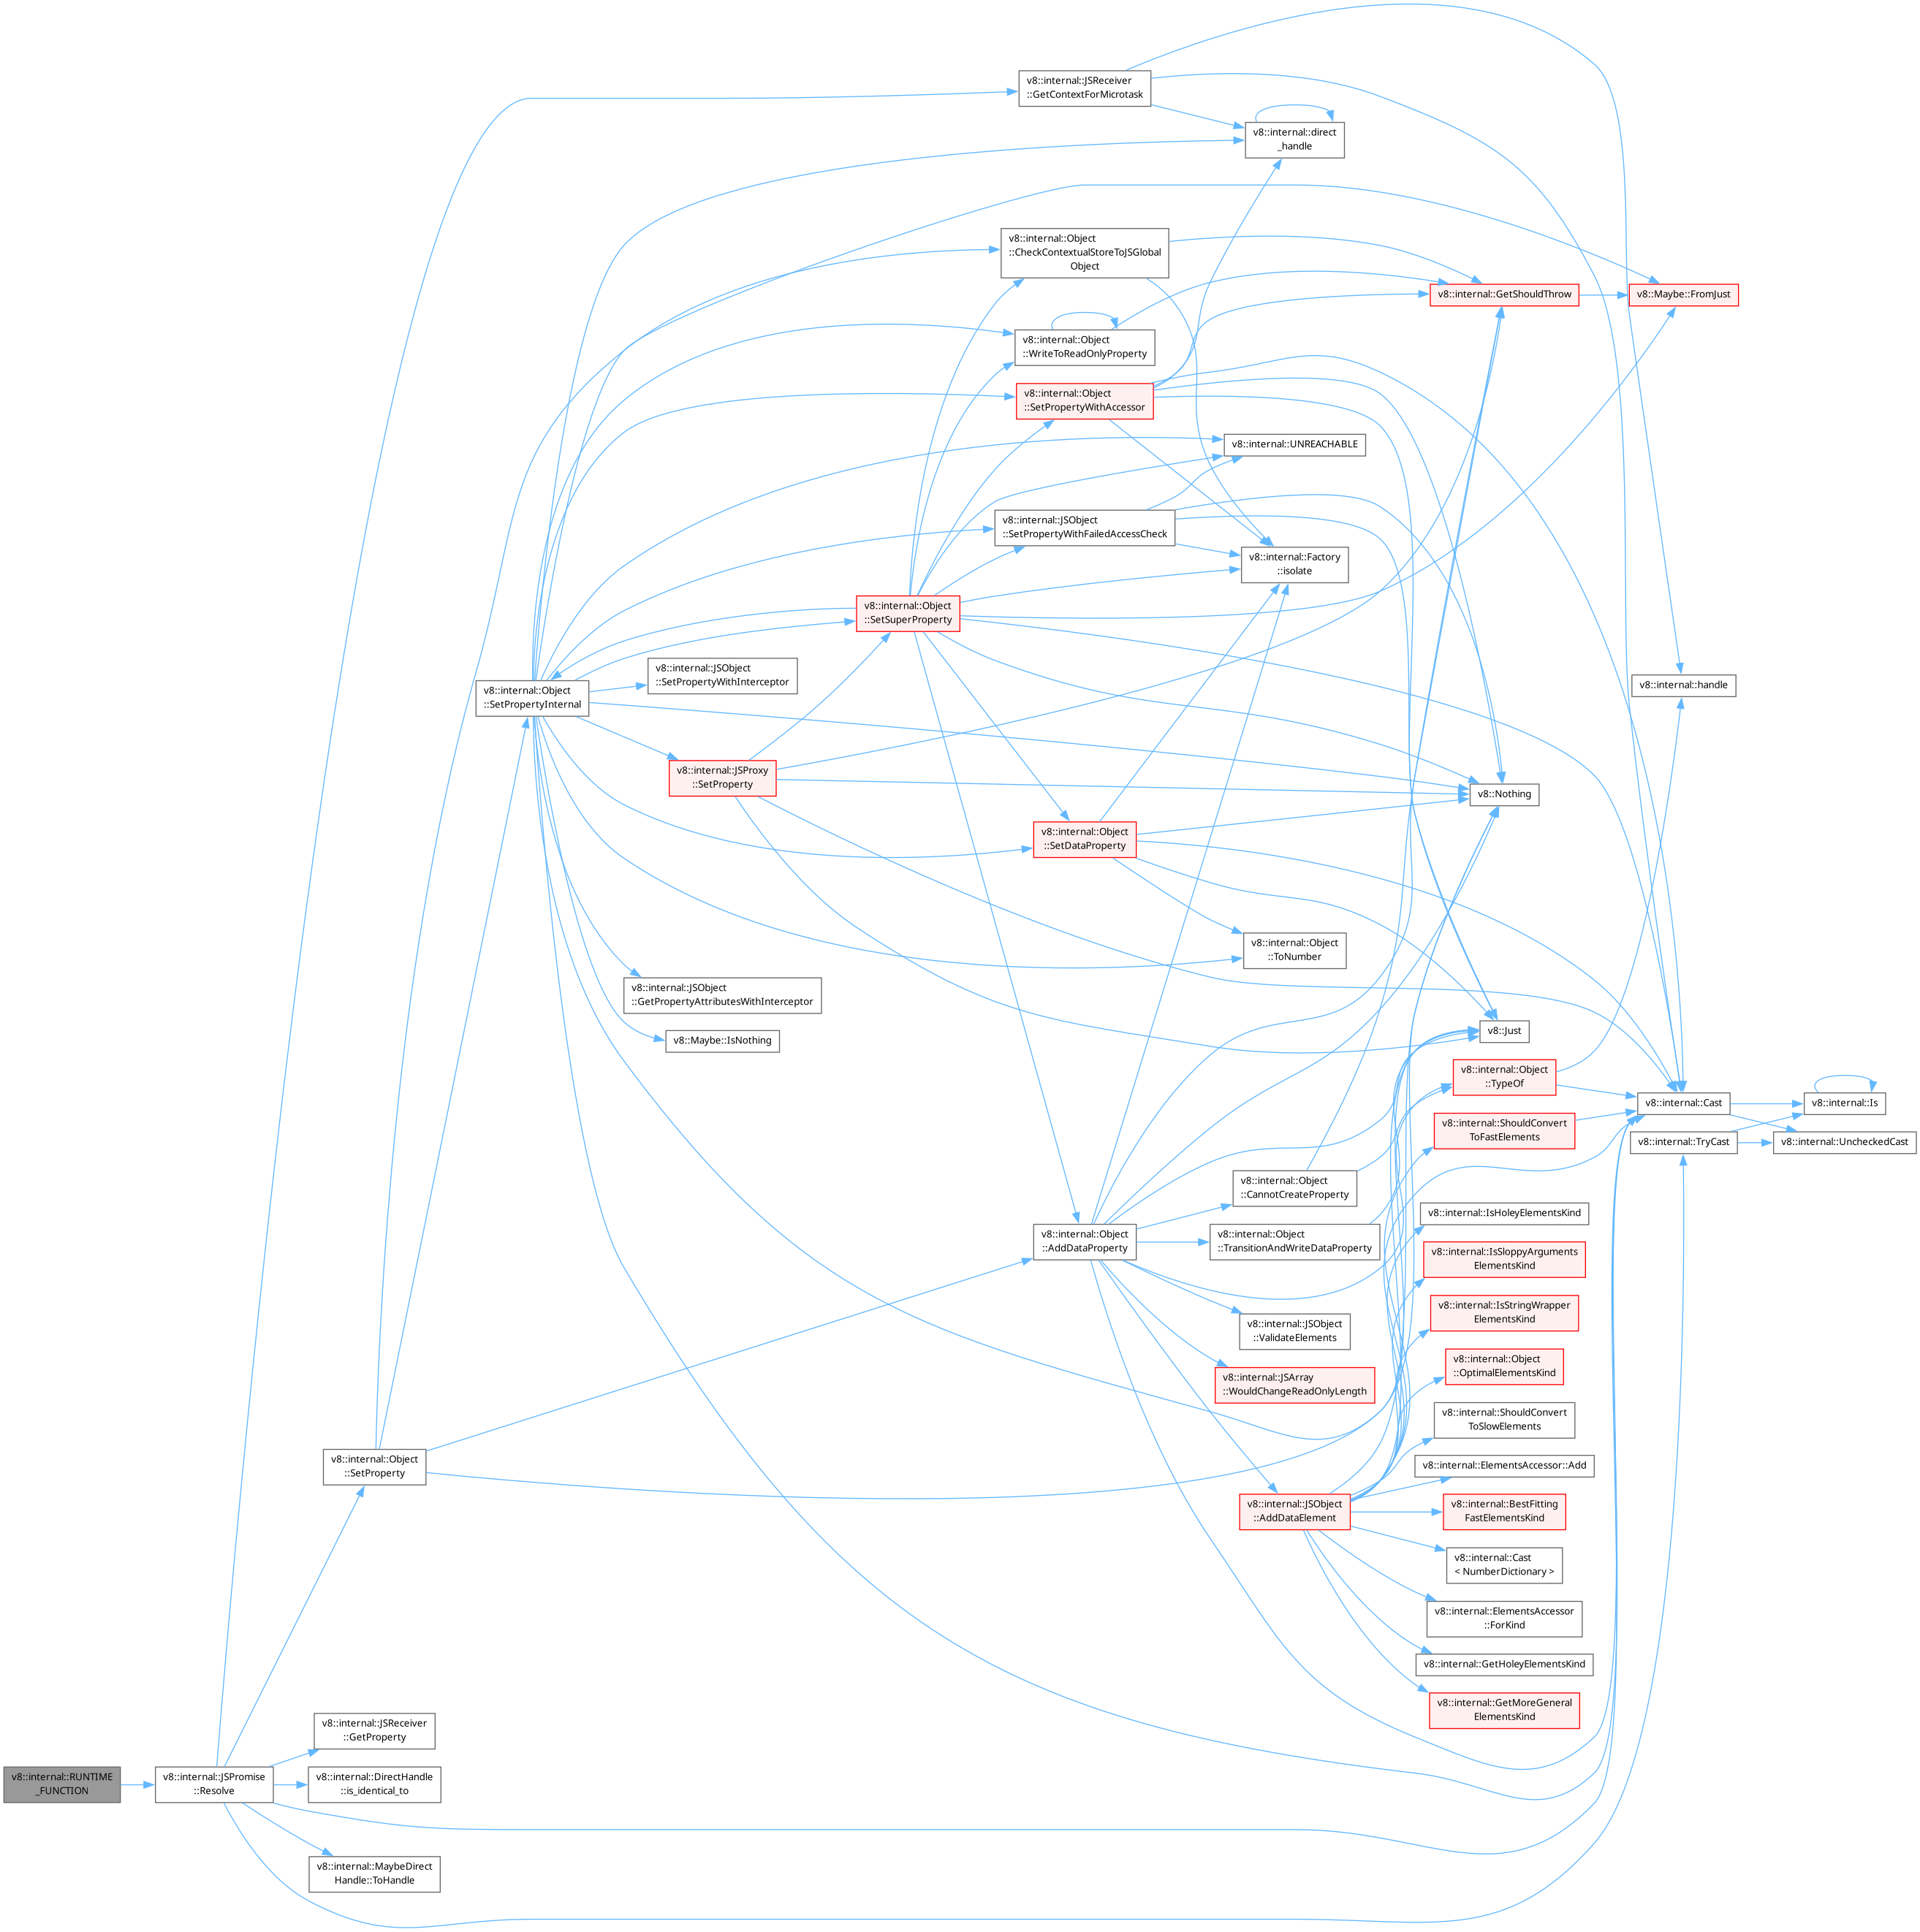 v8::internal::JSReceiver
::GetContextForMicrotask
v8::internal::direct
_handle
v8::internal::Object
::CheckContextualStoreToJSGlobal
Object
v8::internal::GetShouldThrow
v8::Maybe::FromJust
v8::internal::Object
::WriteToReadOnlyProperty
v8::internal::Object
::SetPropertyWithAccessor
v8::internal::UNREACHABLE
v8::internal::JSObject
::SetPropertyWithFailedAccessCheck
v8::internal::Factory
::isolate
v8::internal::Object
::SetSuperProperty
v8::internal::JSObject
::SetPropertyWithInterceptor
v8::internal::handle
v8::internal::Object
::SetPropertyInternal
v8::internal::JSProxy
::SetProperty
v8::Nothing
v8::internal::Object
::SetDataProperty
v8::internal::Object
::ToNumber
v8::internal::JSObject
::GetPropertyAttributesWithInterceptor
v8::Just
v8::Maybe::IsNothing
v8::internal::Object
::TypeOf
v8::internal::Cast
v8::internal::Is
v8::internal::ShouldConvert
ToFastElements
v8::internal::TryCast
v8::internal::UncheckedCast
v8::internal::Object
::CannotCreateProperty
v8::internal::IsHoleyElementsKind
v8::internal::Object
::AddDataProperty
v8::internal::Object
::TransitionAndWriteDataProperty
v8::internal::IsSloppyArguments
ElementsKind
v8::internal::IsStringWrapper
ElementsKind
v8::internal::JSObject
::ValidateElements
v8::internal::Object
::OptimalElementsKind
v8::internal::JSArray
::WouldChangeReadOnlyLength
v8::internal::ShouldConvert
ToSlowElements
v8::internal::Object
::SetProperty
v8::internal::ElementsAccessor::Add
v8::internal::JSObject
::AddDataElement
v8::internal::BestFitting
FastElementsKind
v8::internal::Cast
< NumberDictionary >
v8::internal::ElementsAccessor
::ForKind
v8::internal::GetHoleyElementsKind
v8::internal::GetMoreGeneral
ElementsKind
v8::internal::JSReceiver
::GetProperty
v8::internal::RUNTIME
_FUNCTION
v8::internal::JSPromise
::Resolve
v8::internal::DirectHandle
::is_identical_to
v8::internal::MaybeDirect
Handle::ToHandle